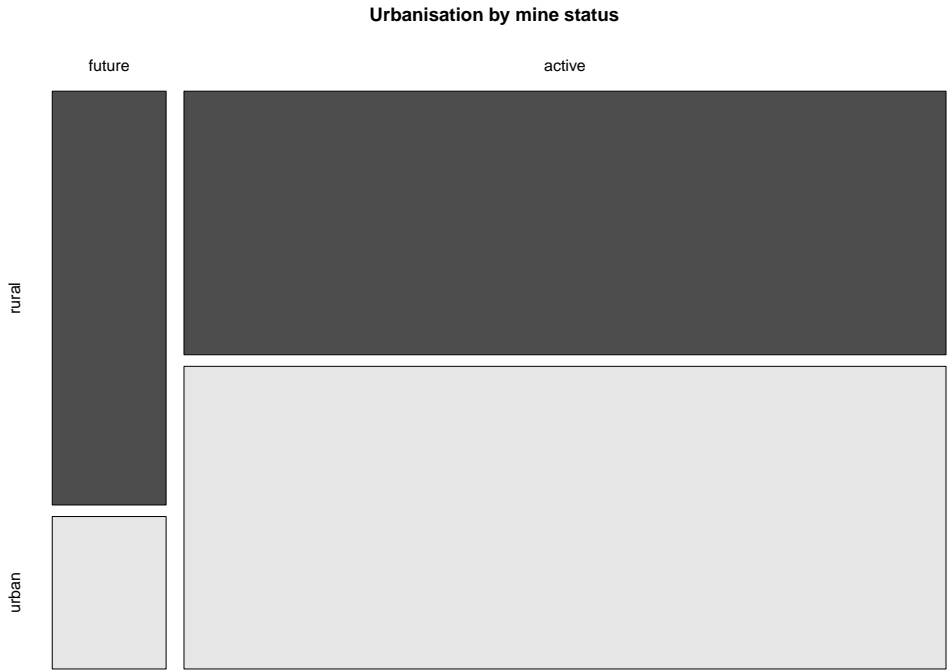 Urbanisation by mine status
future
active
rural
urban